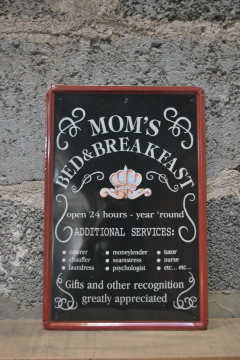 MOM'S
BED&BREAKFAST
open 24 hours - year 'round
ADDITIONAL SERVICES:
• caterer • moneylender • tutor
• chauffer • seamstress • nurse
• laundress • psychologist • etc... etc...
Gifts and other recognition
greatly appreciated